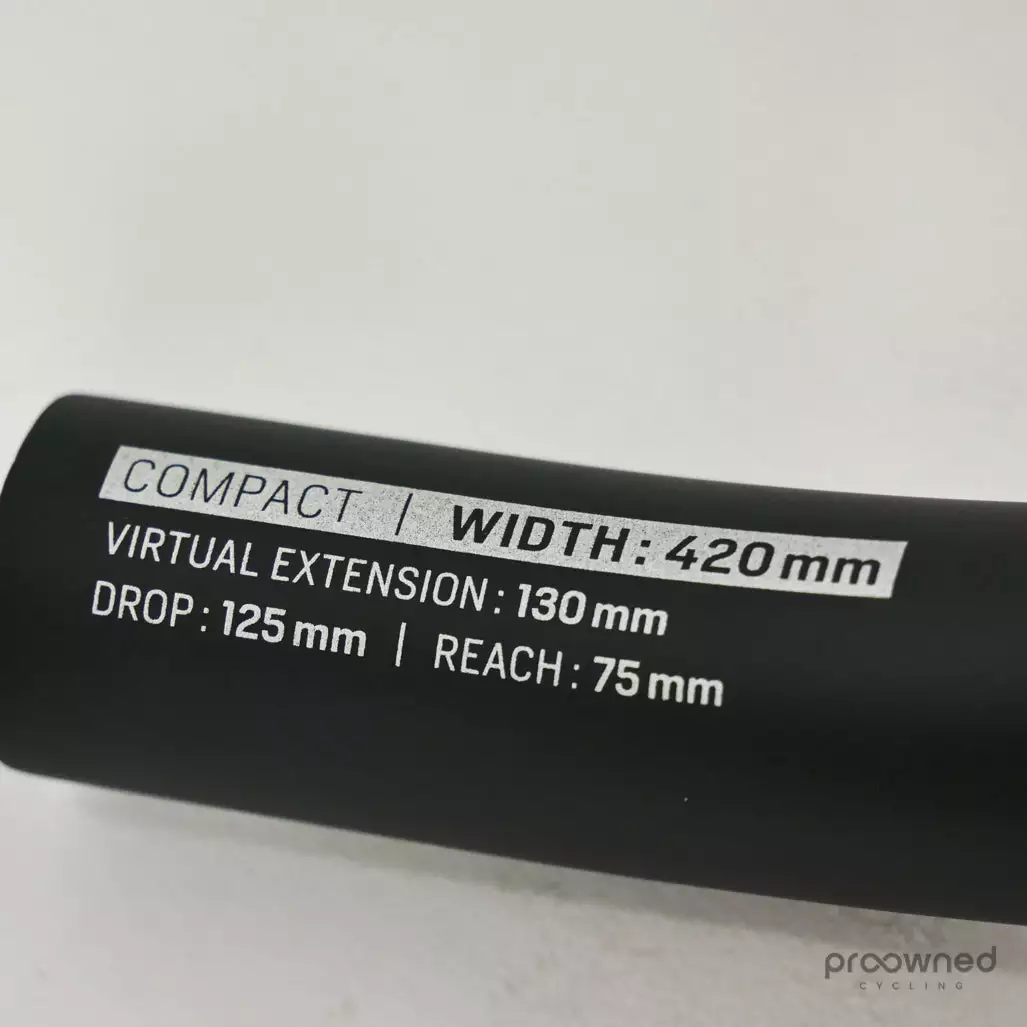 COMPACT | WIDTH: 420mm
VIRTUAL EXTENSION: 130mm
DROP: 125mm | REACH: 75mm
proowned
CYCLING